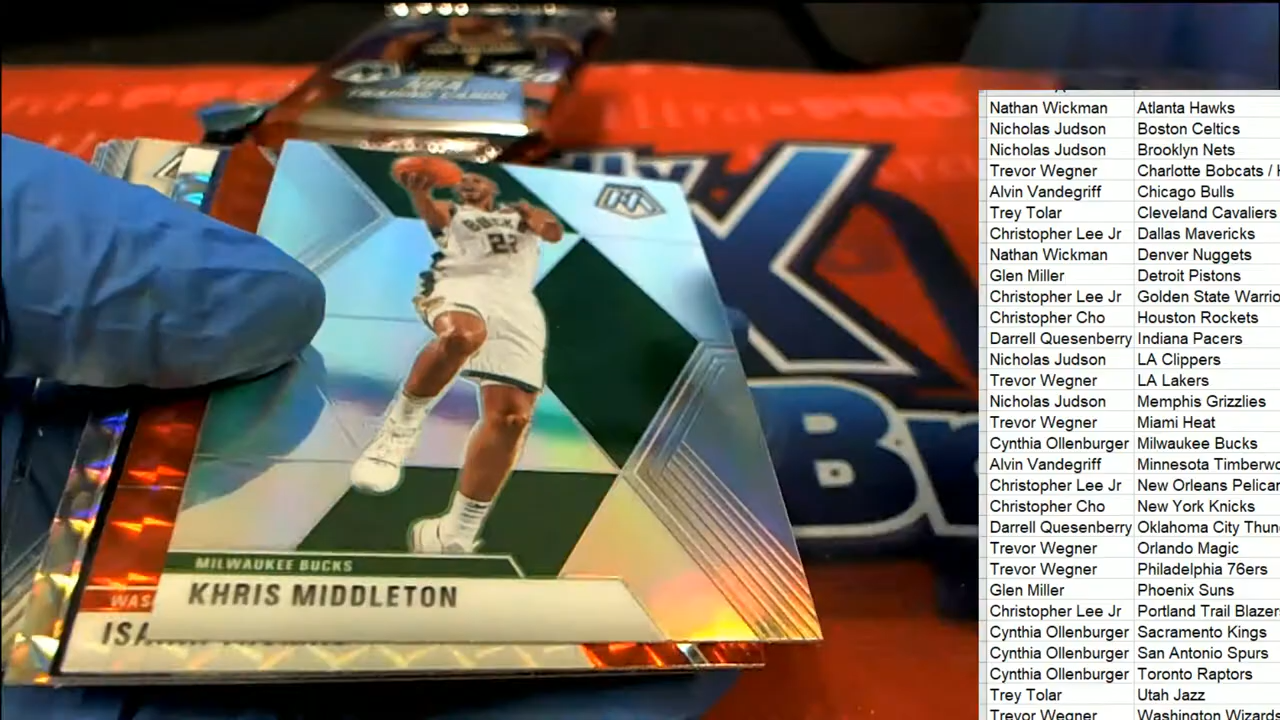 BUCKS
22
MILWAUKEE BUCKS
KHRIS MIDDLETON
WAS
ISA
Nathan Wickman Atlanta Hawks
Nicholas Judson Boston Celtics
Nicholas Judson Brooklyn Nets
Trevor Wegner Charlotte Bobcats /
Alvin Vandegriff Chicago Bulls
Trey Tolar Cleveland Cavaliers
Christopher Lee Jr Dallas Mavericks
Nathan Wickman Denver Nuggets
Glen Miller Detroit Pistons
Christopher Lee Jr Golden State Warrio
Christopher Cho Houston Rockets
Darrell Quesenberry Indiana Pacers
Nicholas Judson LA Clippers
Trevor Wegner LA Lakers
Nicholas Judson Memphis Grizzlies
Trevor Wegner Miami Heat
Cynthia Ollenburger Milwaukee Bucks
Alvin Vandegriff Minnesota Timberwo
Christopher Lee Jr New Orleans Pelican
Christopher Cho New York Knicks
Darrell Quesenberry Oklahoma City Thun
Trevor Wegner Orlando Magic
Trevor Wegner Philadelphia 76ers
Glen Miller Phoenix Suns
Christopher Lee Jr Portland Trail Blazers
Cynthia Ollenburger Sacramento Kings
Cynthia Ollenburger San Antonio Spurs
Cynthia Ollenburger Toronto Raptors
Trey Tolar Utah Jazz
Trevor Wegner Washington Wizards